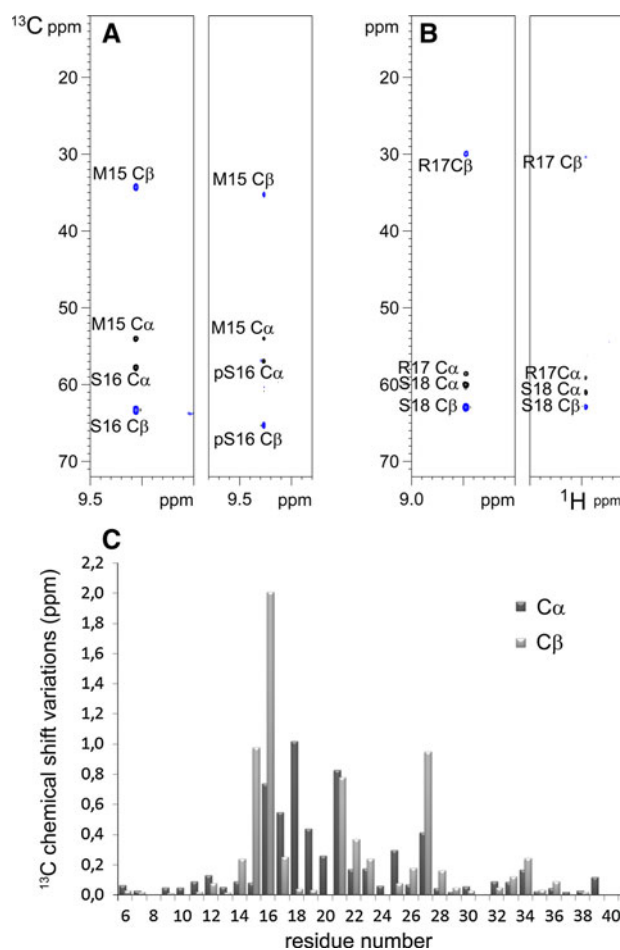 ¹³C ppm
A
20
30
40
50
60
70
M15 Cβ
M15 Cα
S16 Cα
S16 Cβ
9.5 ppm
M15 Cβ
M15 Cα
pS16 Cα
pS16 Cβ
9.5 ppm
ppm
B
20
30
40
50
60
70
R17Cβ
R17 Cα
S18 Cα
S18 Cβ
9.0 ppm
R17 Cβ
R17Cα
S18 Cα
S18 Cβ
¹H ppm
C
¹³C chemical shift variations (ppm)
2,2
2,0
1,8
1,6
1,4
1,2
1,0
0,8
0,6
0,4
0,2
0,0
Cα
Cβ
6 8 10 12 14 16 18 20 22 24 26 28 30 32 34 36 38 40
residue number